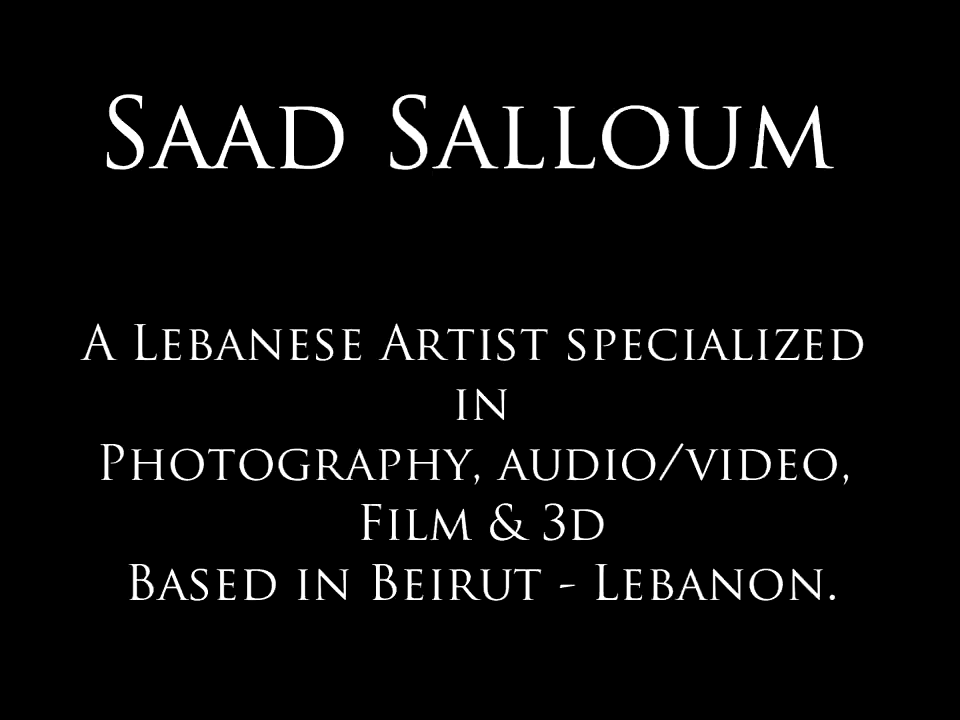 Saad Salloum
A Lebanese Artist specialized
in
Photography, audio/video,
Film & 3d
Based in Beirut - Lebanon.